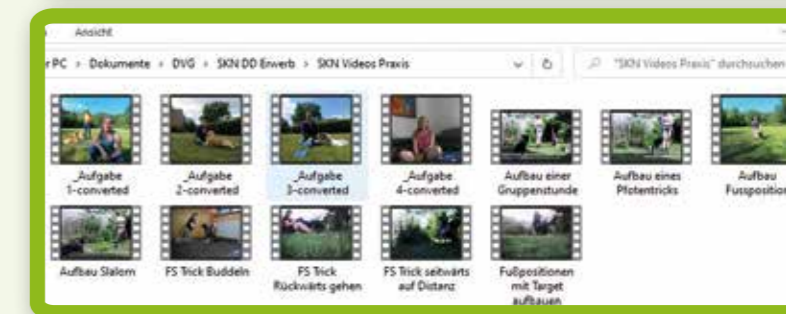 Ansicht
r PC > Dokumente > DVG > SKN DD Erwerb > SKN Videos Praxis
"SKN Videos Praxis" durchsuchen
_Aufgabe
1-converted
_Aufgabe
2-converted
_Aufgabe
3-converted
_Aufgabe
4-converted
Aufbau einer
Gruppenstunde
Aufbau eines
Pfotentricks
Aufbau
Fussposition
Aufbau Slalom
FS Trick Buddeln
FS Trick
Rückwärts gehen
FS Trick seitwärts
auf Distanz
Fußpositionen
mit Target
aufbauen